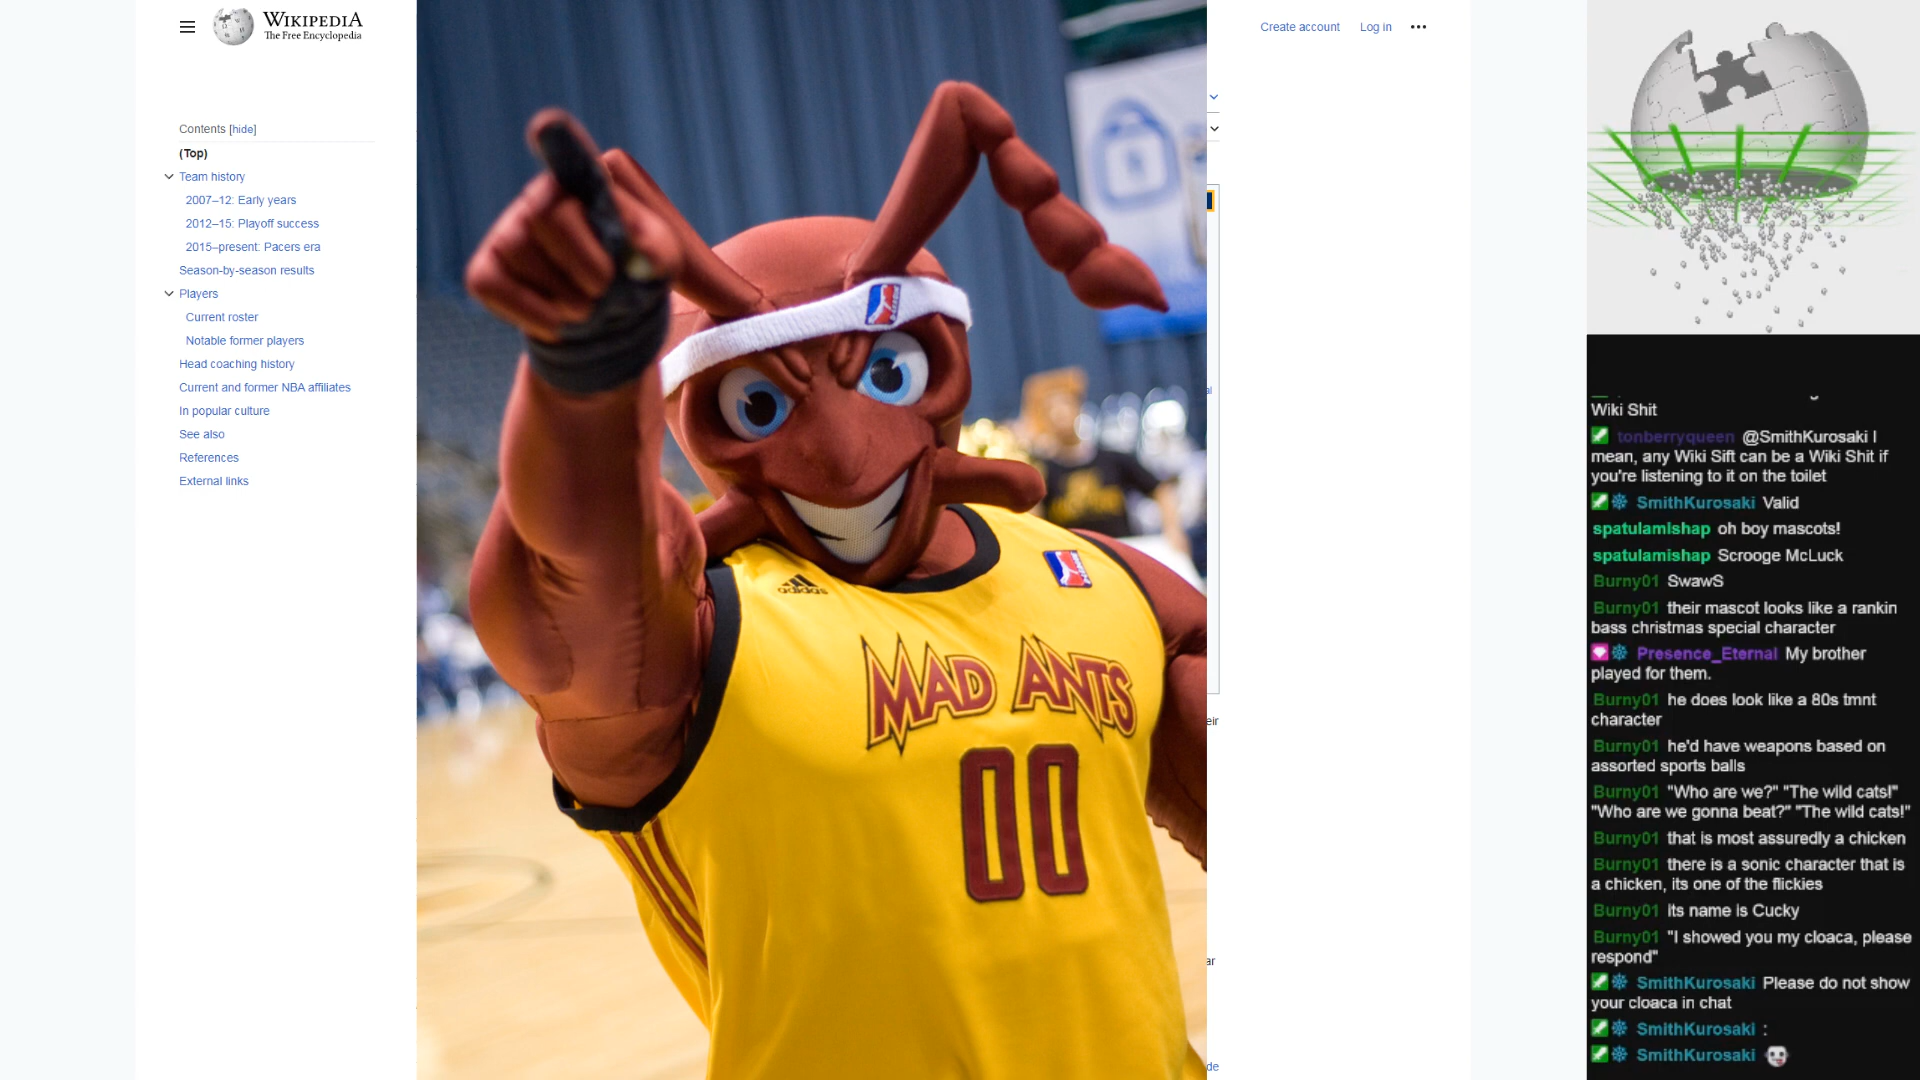 WIKIPEDIA
The Free Encyclopedia
Create account
Log in
Contents [hide]
(Top)
Team history
2007–12: Early years
2012–15: Playoff success
2015–present: Pacers era
Season-by-season results
Players
Current roster
Notable former players
Head coaching history
Current and former NBA affiliates
In popular culture
See also
References
External links
adidas
MAD ANTS
00
al
eir
ar
de
Wiki Shit
tonberryqueen @SmithKurosaki I
mean, any Wiki Sift can be a Wiki Shit if
you're listening to it on the toilet
SmithKurosaki Valid
spatulamishap oh boy mascots!
spatulamishap Scrooge McLuck
Burny01 SwawS
Burny01 their mascot looks like a rankin
bass christmas special character
Presence_Eternal My brother
played for them.
Burny01 he does look like a 80s tmnt
character
Burny01 he'd have weapons based on
assorted sports balls
Burny01 "Who are we?" "The wild cats!"
"Who are we gonna beat?" "The wild cats!"
Burny01 that is most assuredly a chicken
Burny01 there is a sonic character that is
a chicken, its one of the flickies
Burny01 its name is Cucky
Burny01 "I showed you my cloaca, please
respond"
SmithKurosaki Please do not show
your cloaca in chat
SmithKurosaki :
SmithKurosaki